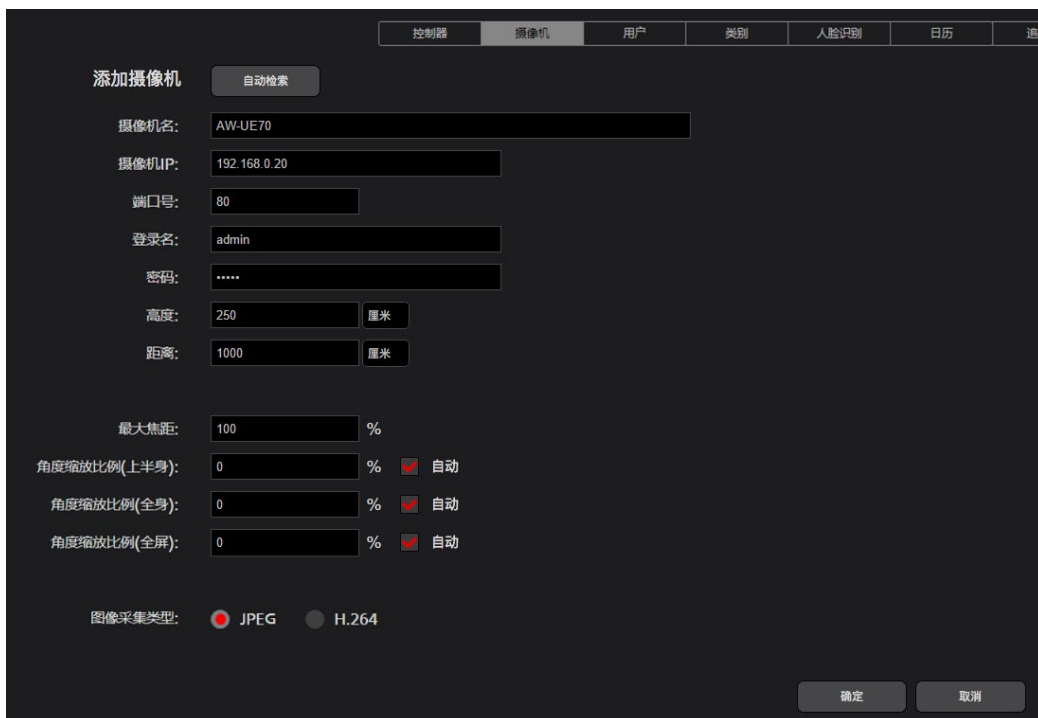 控制器 摄像机 用户 类别 人脸识别 日历 追
添加摄像机 自动检索
摄像机名: AW-UE70
摄像机IP: 192.168.0.20
端口号: 80
登录名: admin
密码: •••••
高度: 250 厘米
距离: 1000 厘米
最大焦距: 100 %
角度缩放比例(上半身): 0 % 自动
角度缩放比例(全身): 0 % 自动
角度缩放比例(全屏): 0 % 自动
图像采集类型: JPEG H.264
确定 取消